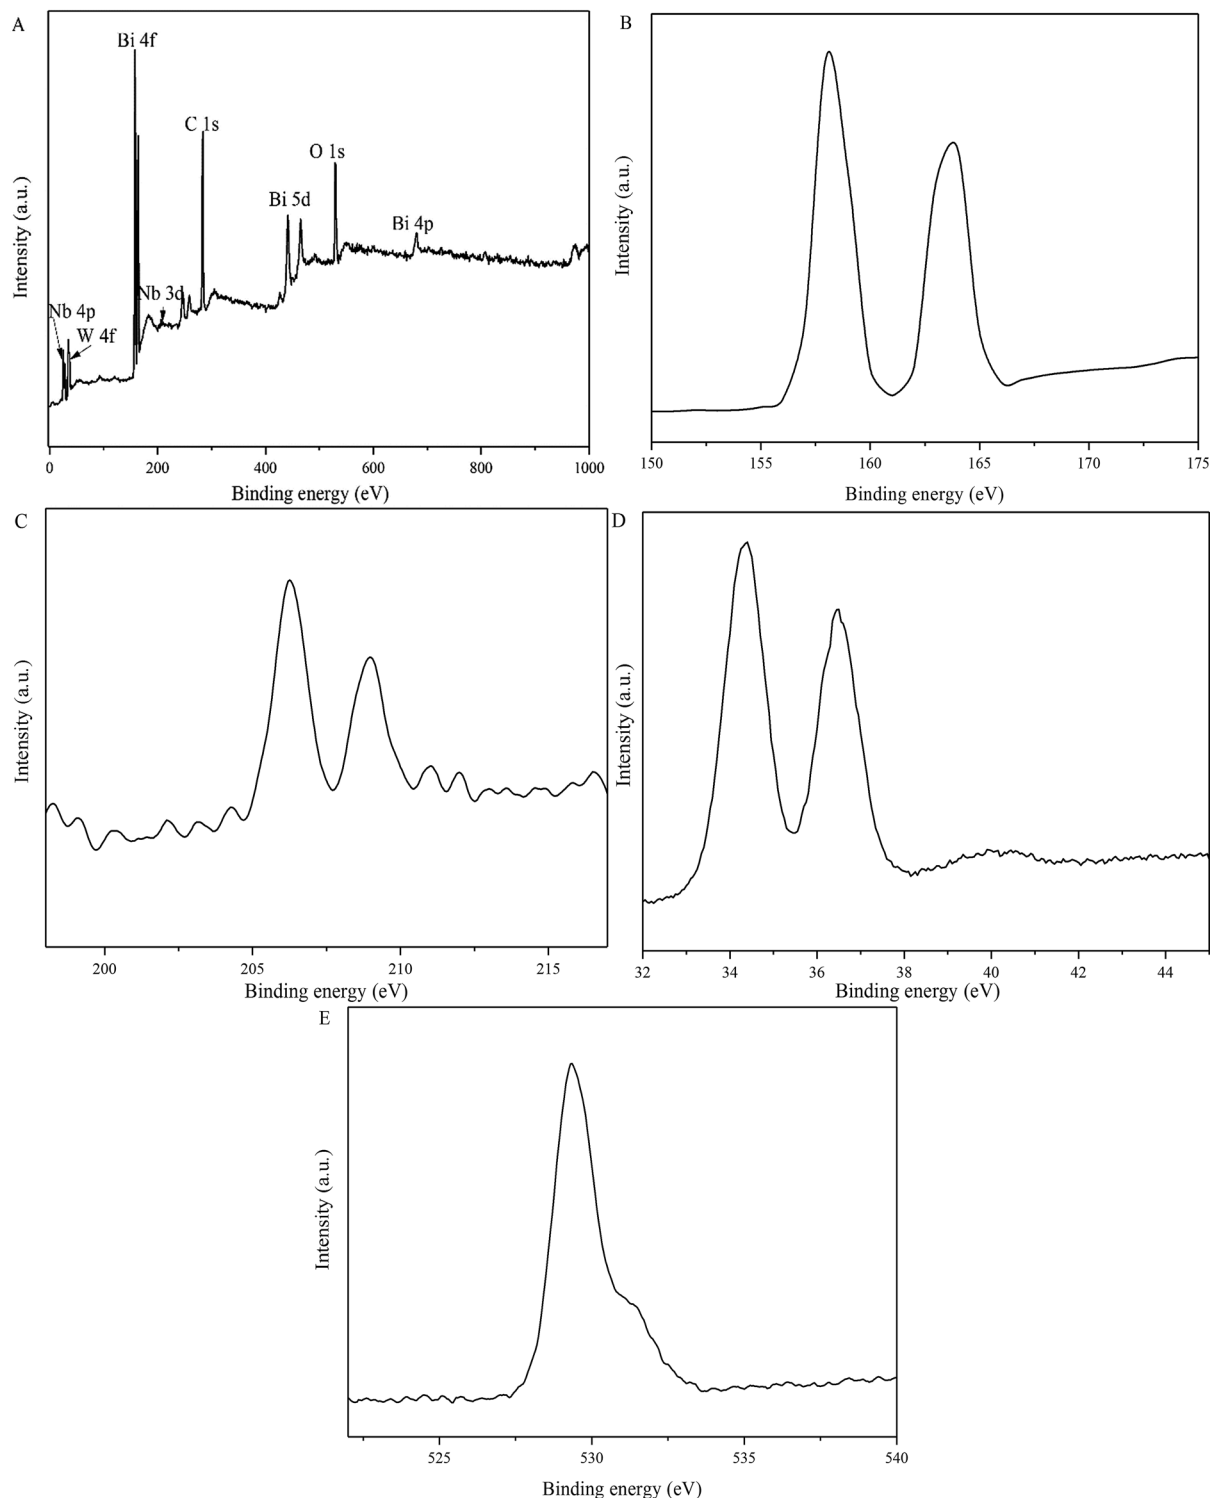 A
Bi 4f
C 1s
O 1s
Bi 5d
Bi 4p
Nb 3d
Nb 4p
W 4f
Intensity (a.u.)
0 200 400 600 800 1000
Binding energy (eV)
B
Intensity (a.u.)
150 155 160 165 170 175
Binding energy (eV)
C
Intensity (a.u.)
200 205 210 215
Binding energy (eV)
D
Intensity (a.u.)
32 34 36 38 40 42 44
Binding energy (eV)
E
Intensity (a.u.)
525 530 535 540
Binding energy (eV)